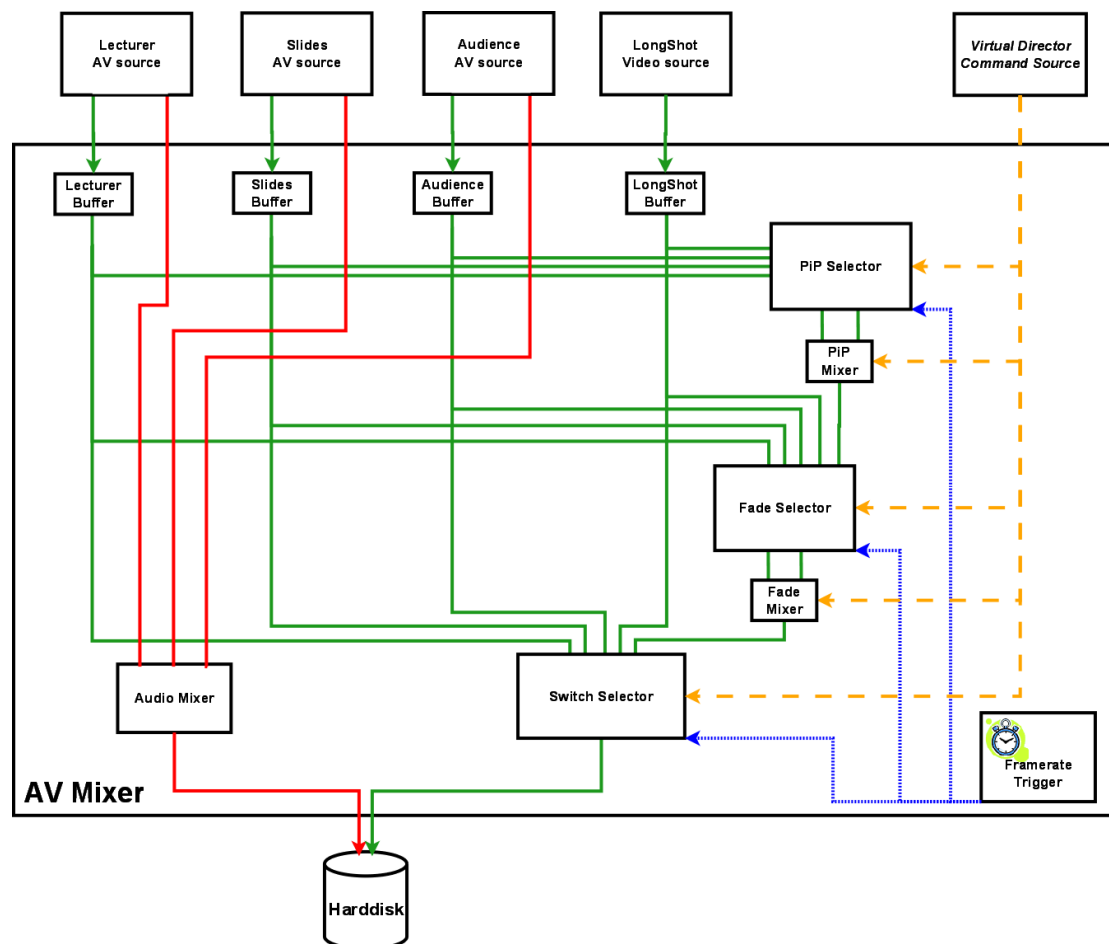 Lecturer
AV source
Slides
AV source
Audience
AV source
LongShot
Video source
Virtual Director
Command Source
Lecturer
Buffer
Slides
Buffer
Audience
Buffer
LongShot
Buffer
PiP Selector
PiP
Mixer
Fade Selector
Fade
Mixer
Audio Mixer
Switch Selector
Framerate
Trigger
AV Mixer
Harddisk